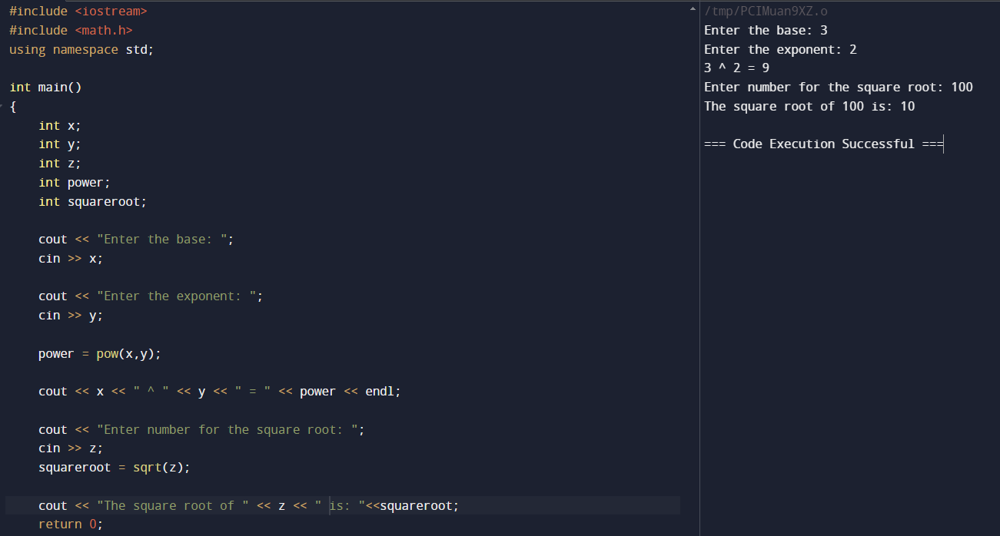 #include <iostream>
#include <math.h>
using namespace std;

int main()
{
    int x;
    int y;
    int z;
    int power;
    int squareroot;

    cout << "Enter the base: ";
    cin >> x;

    cout << "Enter the exponent: ";
    cin >> y;

    power = pow(x,y);

    cout << x << " ^ " << y << " = " << power << endl;

    cout << "Enter number for the square root: ";
    cin >> z;
    squareroot = sqrt(z);

    cout << "The square root of " << z << " is: "<<squareroot;
    return 0;
/tmp/PCIMuan9XZ.o
Enter the base: 3
Enter the exponent: 2
3 ^ 2 = 9
Enter number for the square root: 100
The square root of 100 is: 10

=== Code Execution Successful ===